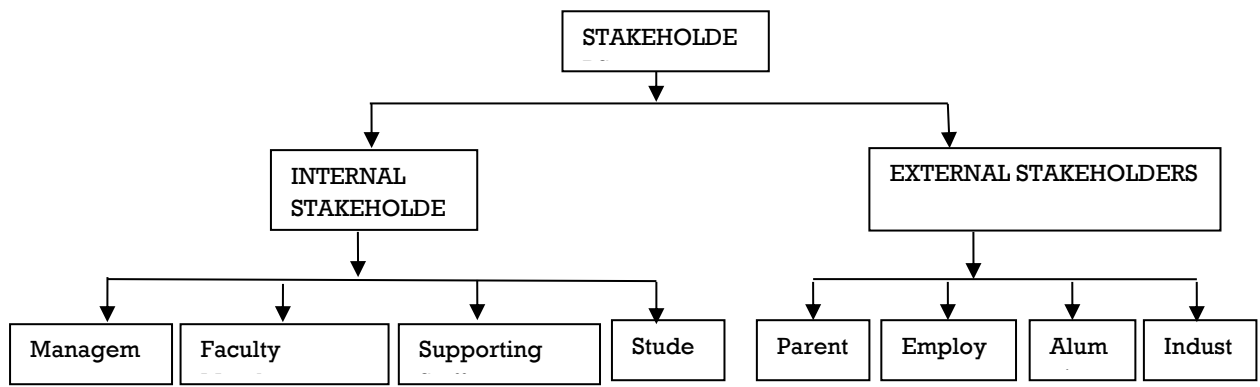 STAKEHOLDE
INTERNAL
STAKEHOLDE
EXTERNAL STAKEHOLDERS
Managem
Faculty
Supporting
Stude
Parent
Employ
Alum
Indust